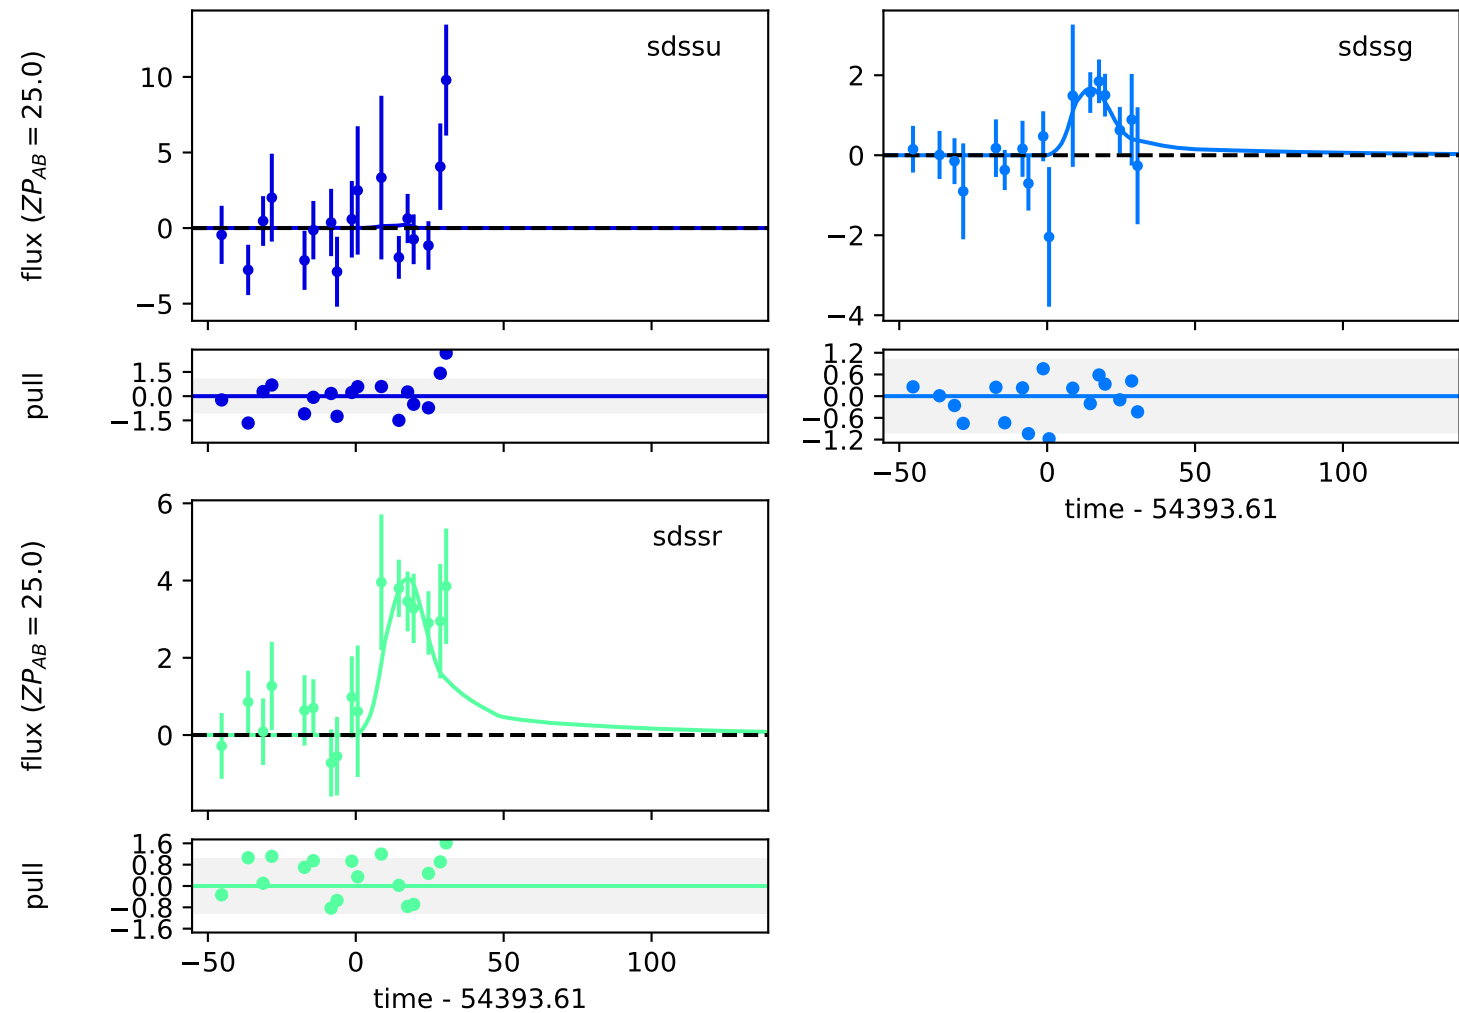 flux (ZP_AB = 25.0)
10
5
0
−5
sdssu
2
0
−2
−4
sdssg
pull
1.5
0.0
−1.5
1.2
0.6
0.0
−0.6
−1.2
−50 0 50 100
time - 54393.61
flux (ZP_AB = 25.0)
6
4
2
0
sdssr
pull
1.6
0.8
0.0
−0.8
−1.6
−50 0 50 100
time - 54393.61